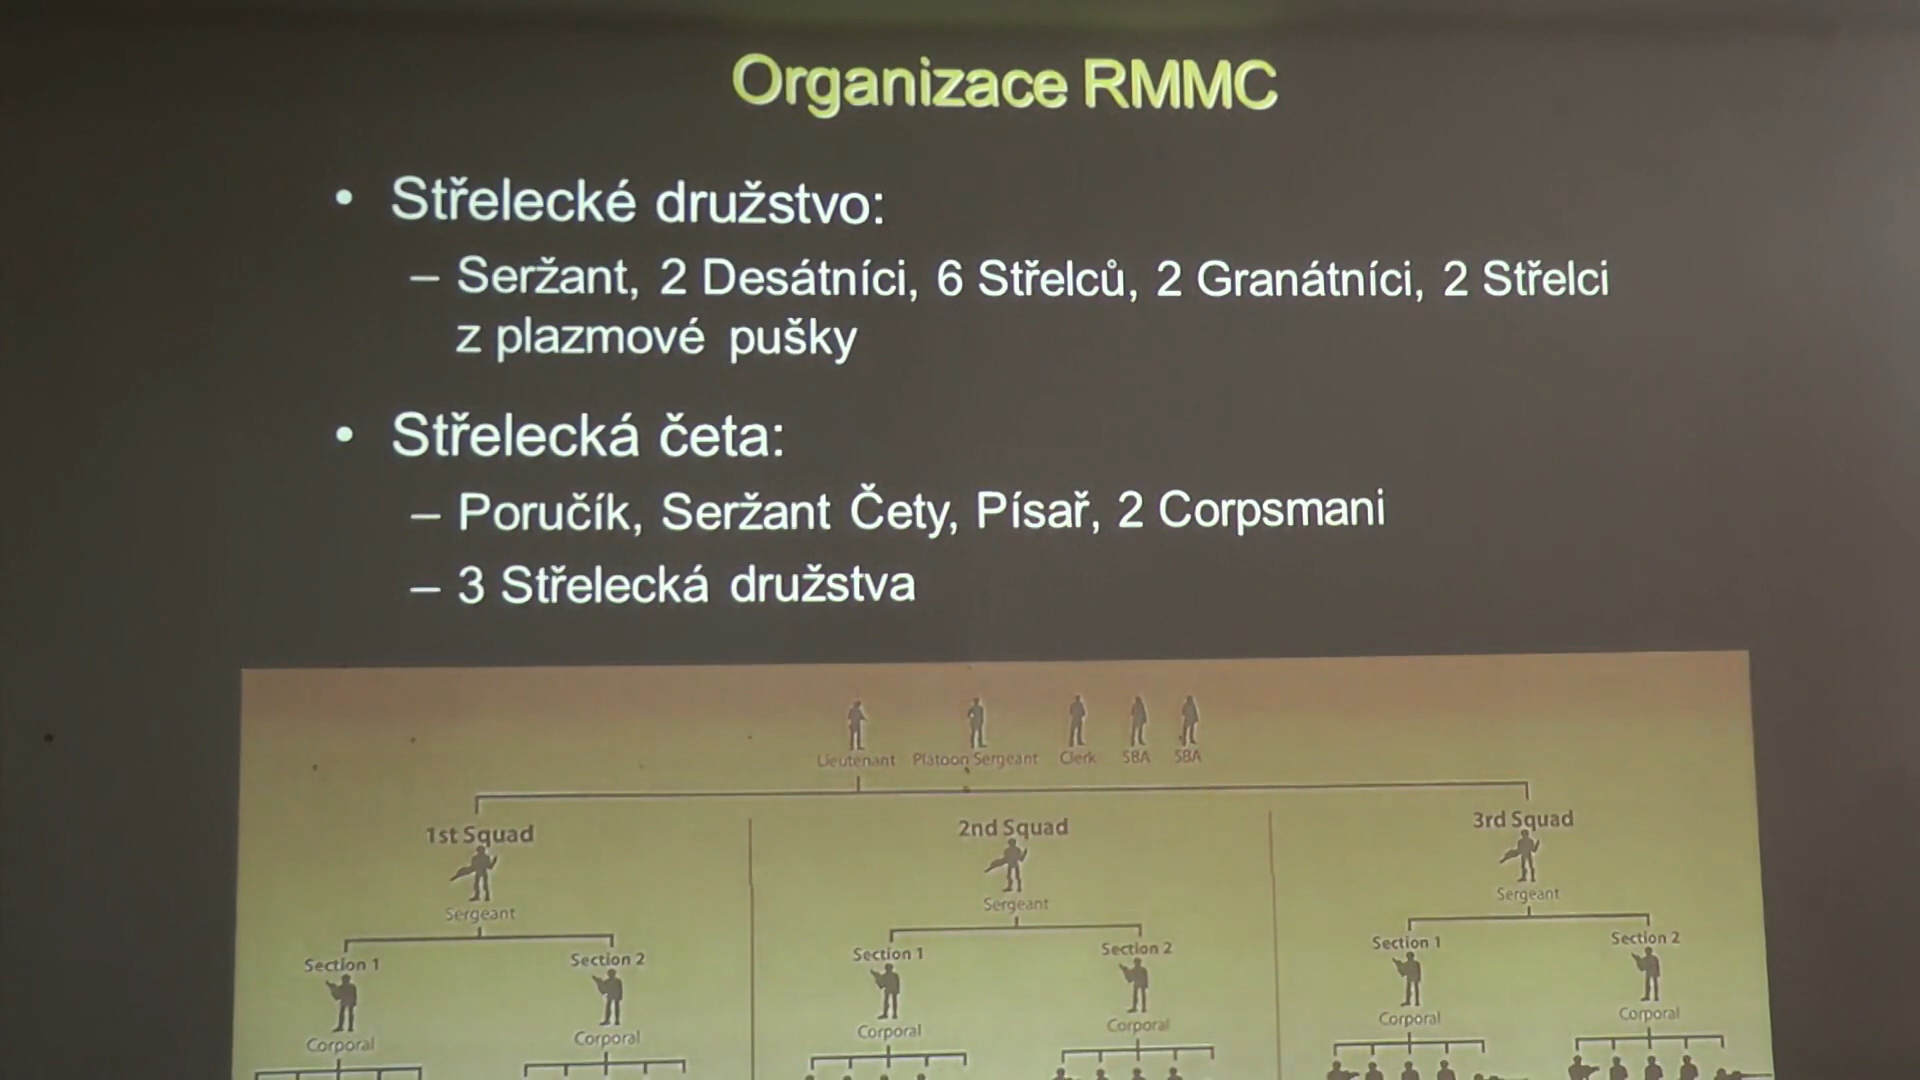 Organizace RMMC
• Střelecké družstvo:
– Seržant, 2 Desátníci, 6 Střelců, 2 Granátníci, 2 Střelci
z plazmové pušky
• Střelecká četa:
– Poručík, Seržant Čety, Písař, 2 Corpsmani
– 3 Střelecká družstva
Lieutenant Platoon Sergeant Clerk SBA SBA
1st Squad 2nd Squad 3rd Squad
Sergeant Sergeant Sergeant
Section 1 Section 2 Section 1 Section 2 Section 1 Section 2
Corporal Corporal Corporal Corporal Corporal Corporal